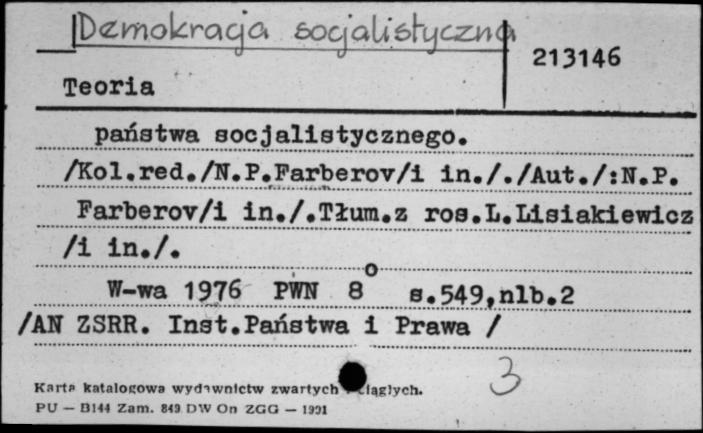 Demokracja socjalistyczna
213146
Teoria
państwa socjalistycznego.
/Kol.red./N.P.Farberov/i in././Aut./:N.P.
Farberov/i in./.Tłum.z ros.L.Lisiakiewicz
/i in./.
W-wa 1976 PWN 8o s.549,nlb.2
/AN ZSRR. Inst.Państwa i Prawa /
3
Karta katalogowa wydawnictw zwartych i ciągłych.
PU — B144 Zam. 849 DW On ZGG — 1991